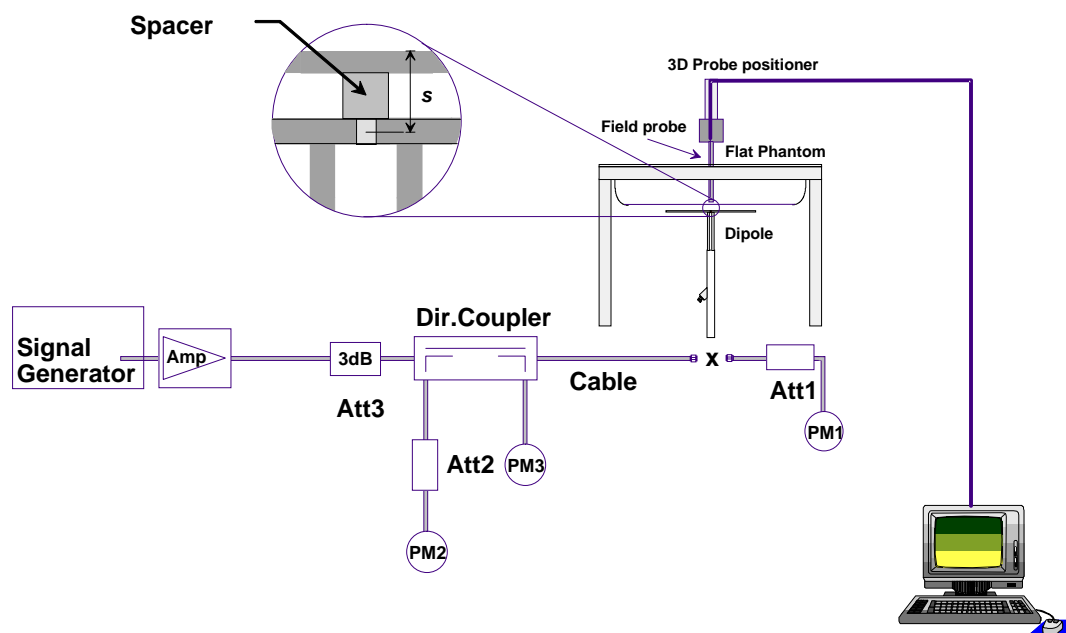 Spacer
s
3D Probe positioner
Field probe
Flat Phantom
Dipole
Dir.Coupler
Signal
Generator
Amp
3dB
Att3
Cable
x
Att1
PM1
Att2
PM3
PM2